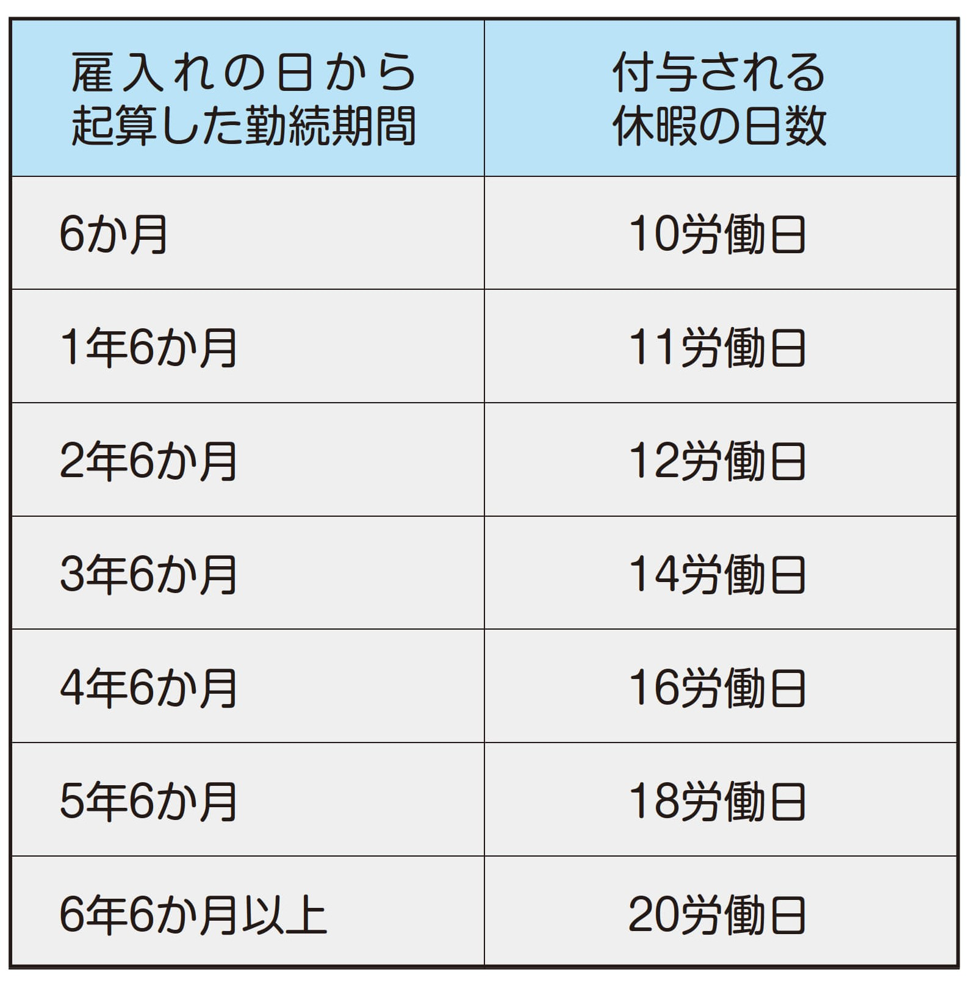 雇入れの日から
起算した勤続期間
付与される
休暇の日数
6か月
10労働日
1年6か月
11労働日
2年6か月
12労働日
3年6か月
14労働日
4年6か月
16労働日
5年6か月
18労働日
6年6か月以上
20労働日